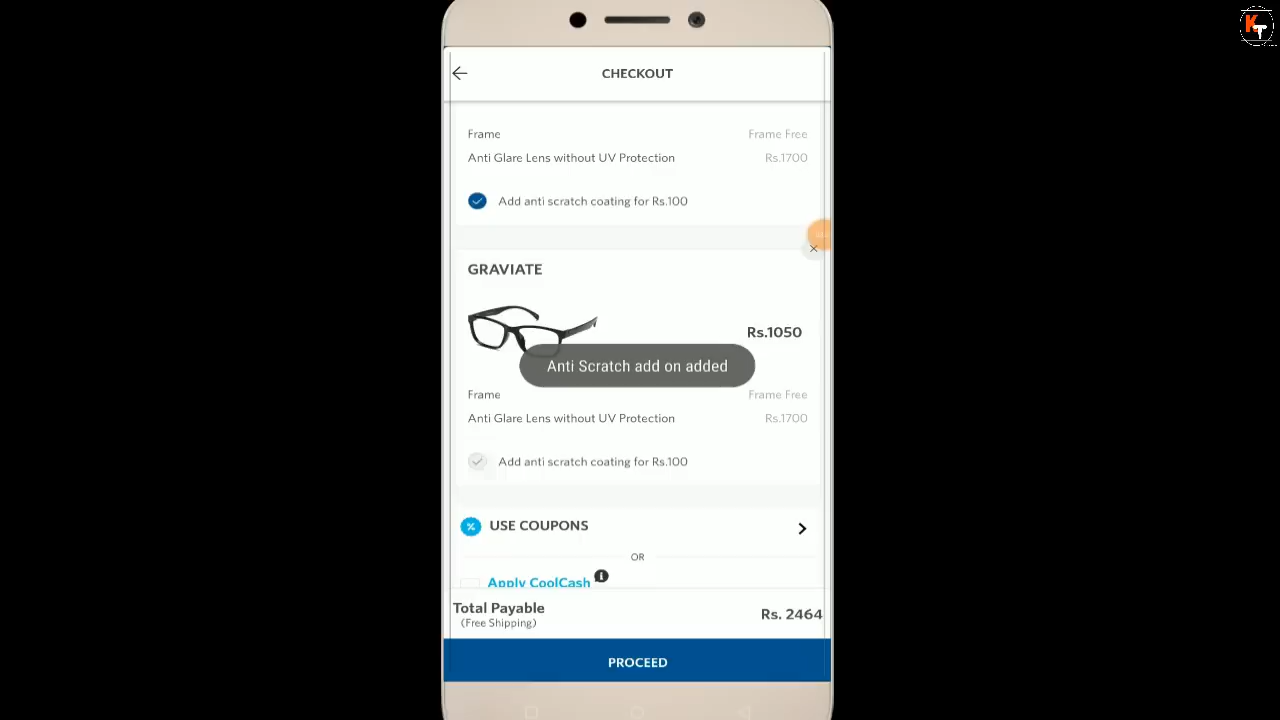 KT
CHECKOUT
Frame Frame Free
Anti Glare Lens without UV Protection Rs.1700
Add anti scratch coating for Rs.100
GRAVIATE
Rs.1050
Anti Scratch add on added
Frame Frame Free
Anti Glare Lens without UV Protection Rs.1700
Add anti scratch coating for Rs.100
USE COUPONS
OR
Apply CoolCash
Total Payable Rs. 2464
(Free Shipping)
PROCEED